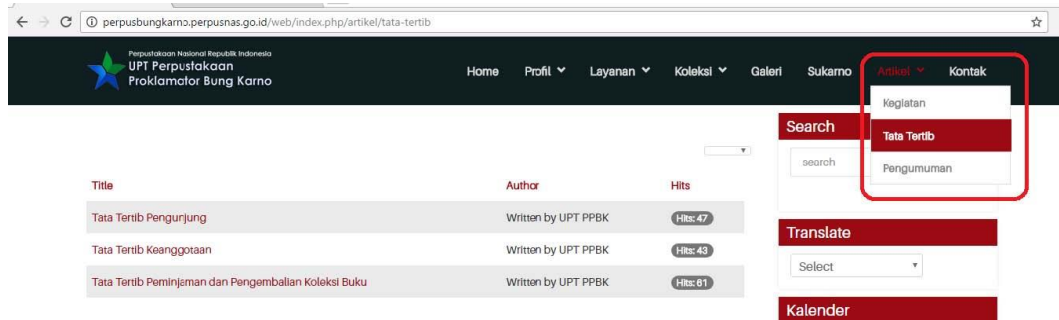 perpusbungkarno.perpusnas.go.id/web/index.php/artikel/tata-tertib
Perpustakaan Nasional Republik Indonesia
UPT Perpustakaan
Proklamator Bung Karno
Home Profil Layanan Koleksi Galeri Sukarno Artikel Kontak
Kegiatan
Tata Tertib
Pengumuman
Search
search
Title Author Hits
Tata Tertib Pengunjung Written by UPT PPBK Hits: 47
Tata Tertib Keanggotaan Written by UPT PPBK Hits: 43
Tata Tertib Peminjaman dan Pengembalian Koleksi Buku Written by UPT PPBK Hits: 61
Translate
Select
Kalender